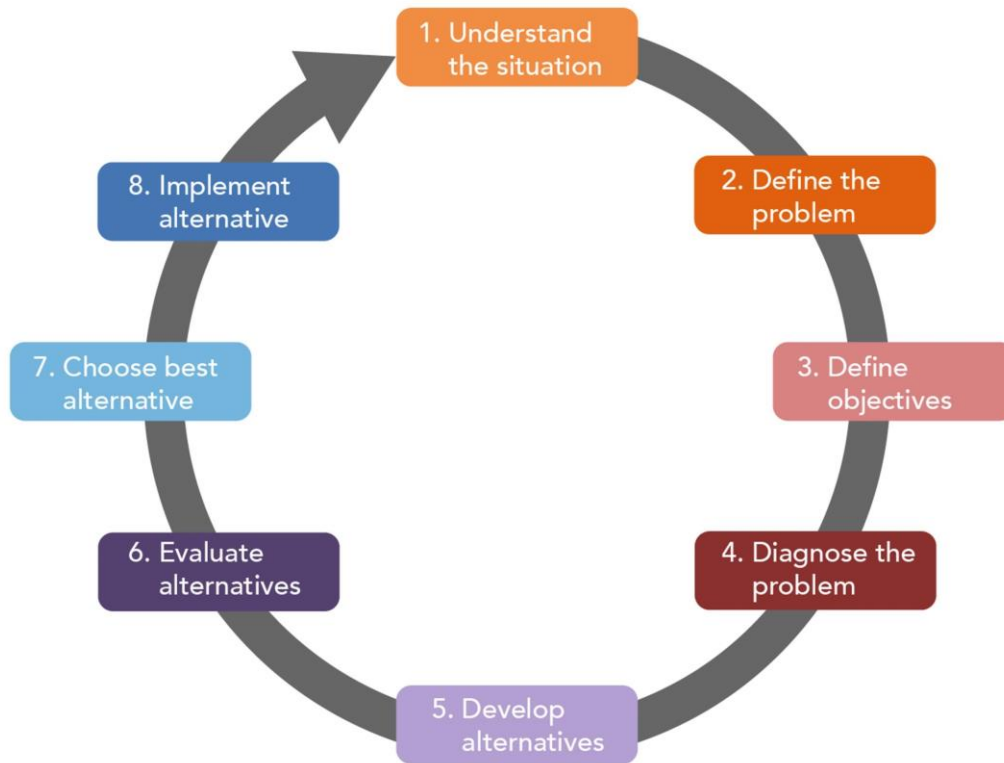 1. Understand
the situation
2. Define the
problem
3. Define
objectives
4. Diagnose the
problem
5. Develop
alternatives
6. Evaluate
alternatives
7. Choose best
alternative
8. Implement
alternative